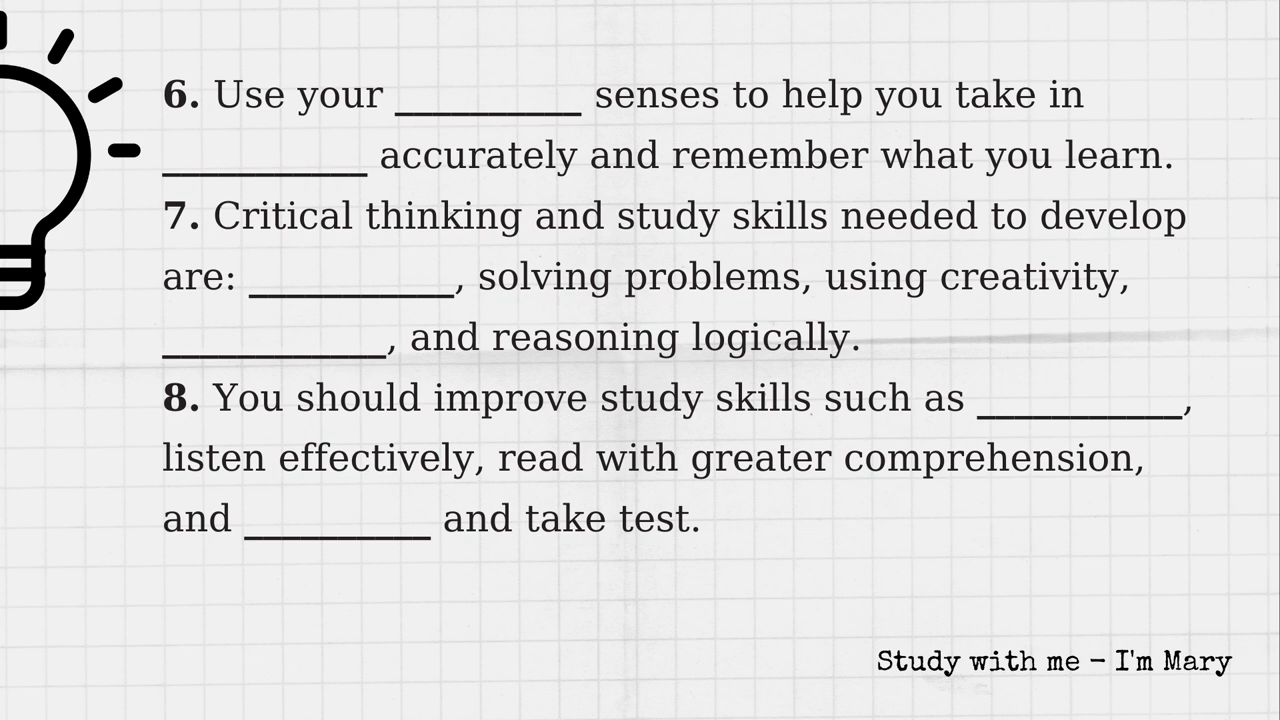 6. Use your __________ senses to help you take in
___________ accurately and remember what you learn.
7. Critical thinking and study skills needed to develop
are: ___________, solving problems, using creativity,
____________, and reasoning logically.
8. You should improve study skills such as ___________,
listen effectively, read with greater comprehension,
and __________ and take test.
Study with me - I'm Mary